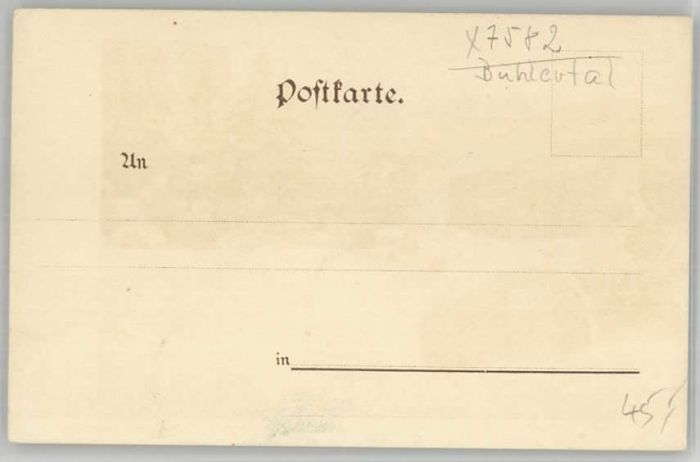 X7582
Bühlertal
Postkarte.
An
in
45,